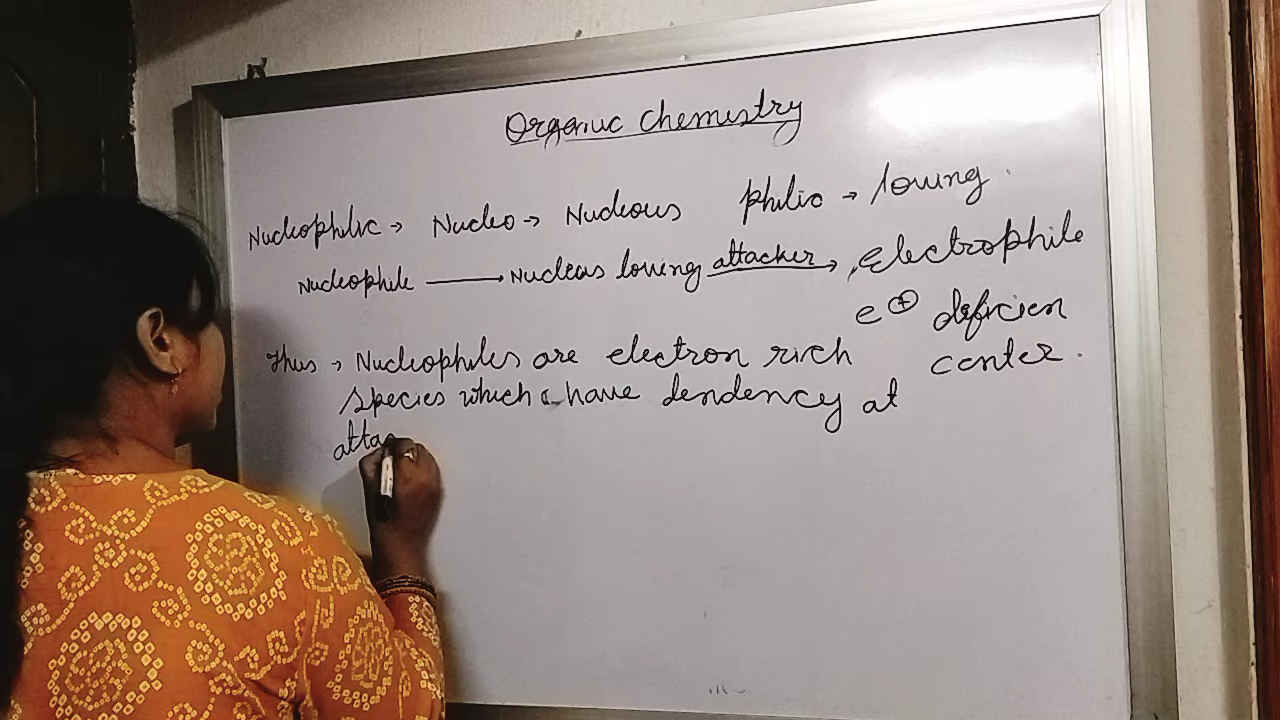 Organic chemistry
Nucleophilic → Nucleo → Nucleous philic → loving.
Nucleophile → Nucleus loving attacker → , Electrophile
e⊕ deficien
center.
Thus → Nucleophiles are electron rich
species which have dendency at
atta